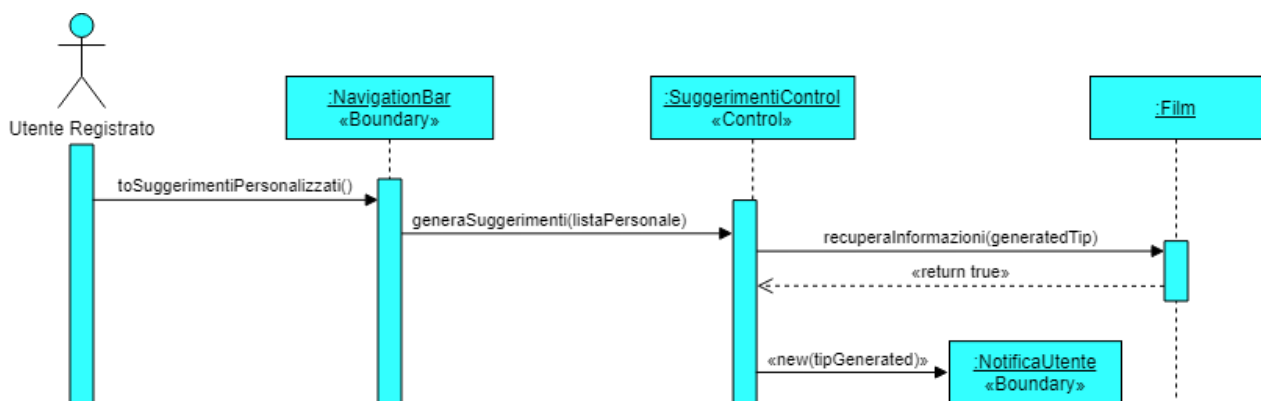 :NavigationBar
«Boundary»
:SuggerimentiControl
«Control»
:Film
Utente Registrato
toSuggerimentiPersonalizzati()
generaSuggerimenti(listaPersonale)
recuperaInformazioni(generatedTip)
«return true»
«new(tipGenerated)»
:NotificaUtente
«Boundary»